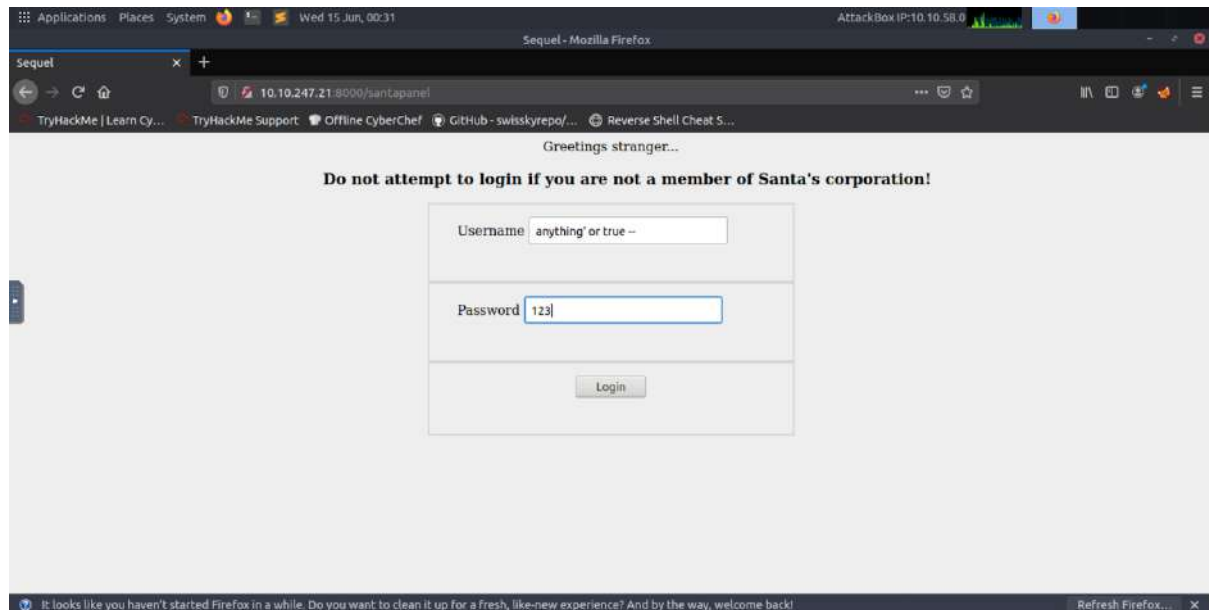 Applications Places System Wed 15 Jun, 00:31 AttackBox IP:10.10.58.0
Sequel - Mozilla Firefox
Sequel × +
10.10.247.21:8000/santapanel
TryHackMe | Learn Cy... TryHackMe Support Offline CyberChef GitHub - swisskyrepo/... Reverse Shell Cheat S...
Greetings stranger...
Do not attempt to login if you are not a member of Santa's corporation!
Username anything' or true --
Password 123
Login
It looks like you haven't started Firefox in a while. Do you want to clean it up for a fresh, like-new experience? And by the way, welcome back! Refresh Firefox... ×